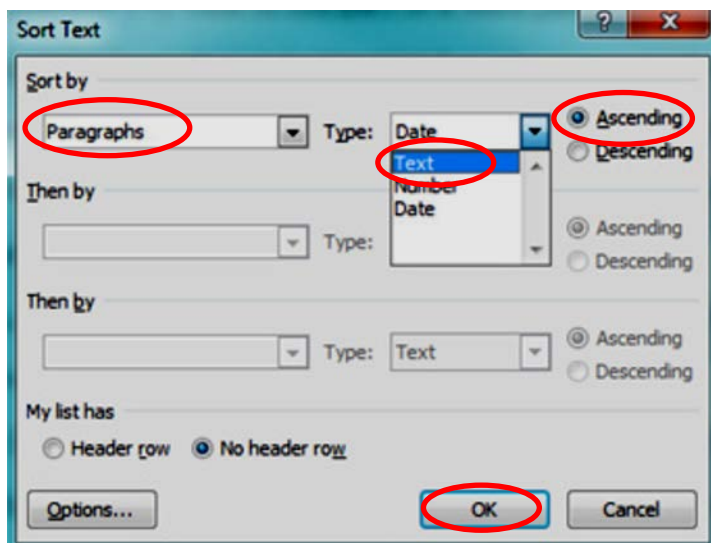 Sort Text
Sort by
Paragraphs Type: Date Ascending
Text Descending
Number
Date
Then by
Type: Ascending
Descending
Then by
Type: Text Ascending
Descending
My list has
Header row No header row
Options... OK Cancel